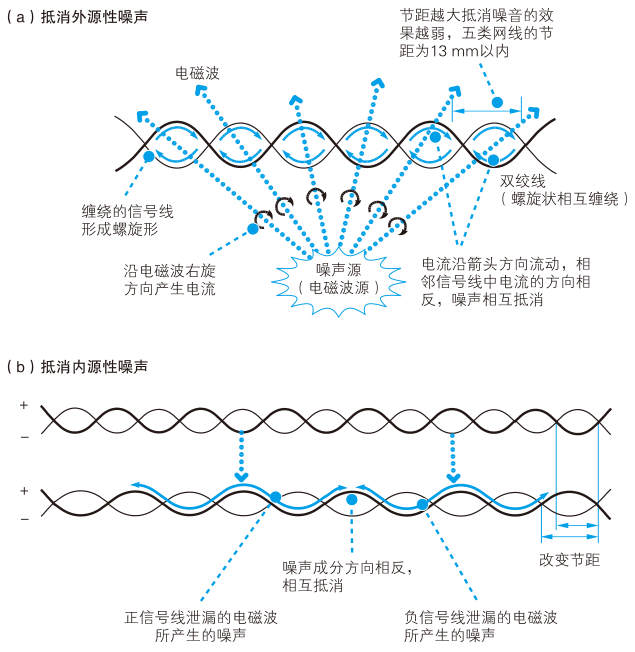 (a)抵消外源性噪声
节距越大抵消噪音的效
果越弱,五类网线的节
距为13 mm以内
电磁波
缠绕的信号线
形成螺旋形
双绞线
(螺旋状相互缠绕)
沿电磁波右旋
方向产生电流
噪声源
(电磁波源)
电流沿箭头方向流动,相
邻信号线中电流的方向相
反,噪声相互抵消
(b)抵消内源性噪声
+
−
+
−
改变节距
噪声成分方向相反,
相互抵消
正信号线泄漏的电磁波
所产生的噪声
负信号线泄漏的电磁波
所产生的噪声